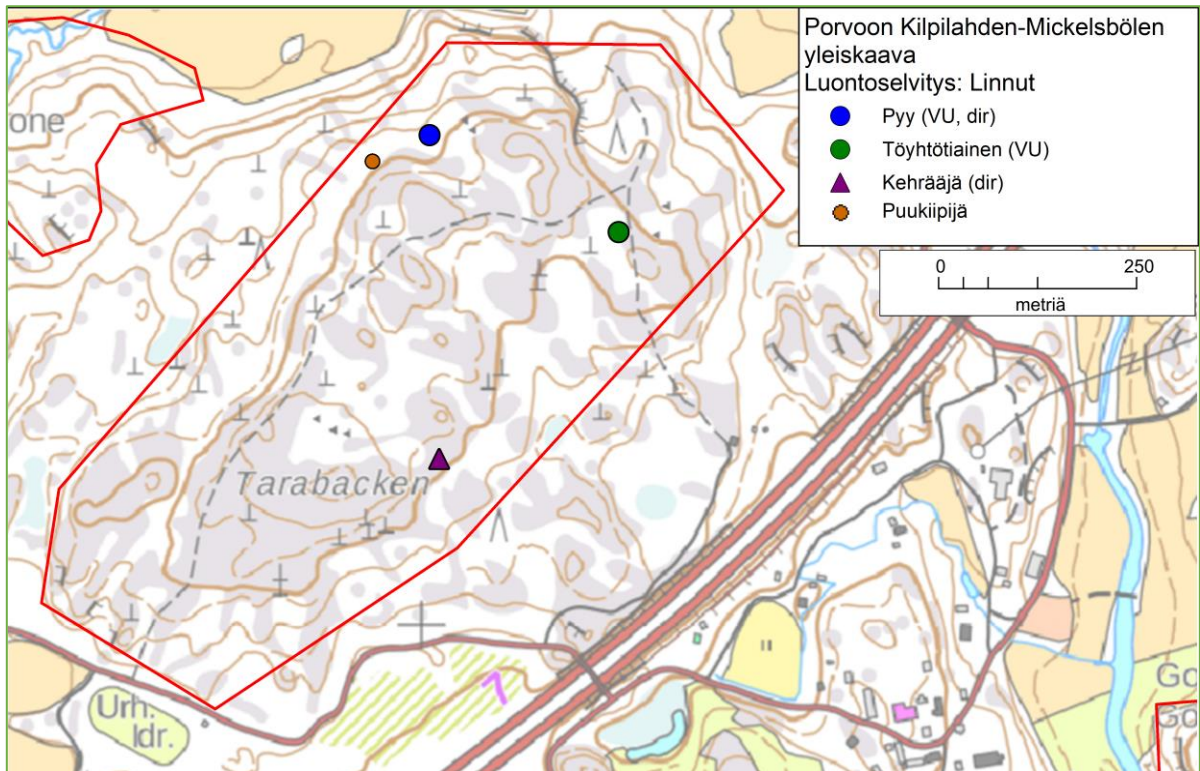 Porvoon Kilpilahden-Mickelsbölen
yleiskaava
Luontoselvitys: Linnut
Pyy (VU, dir)
Töyhtötiainen (VU)
Kehrääjä (dir)
Puukiipijä
0 250
metriä
one
Tarabacken
Urh.
ldr.
Go
Go